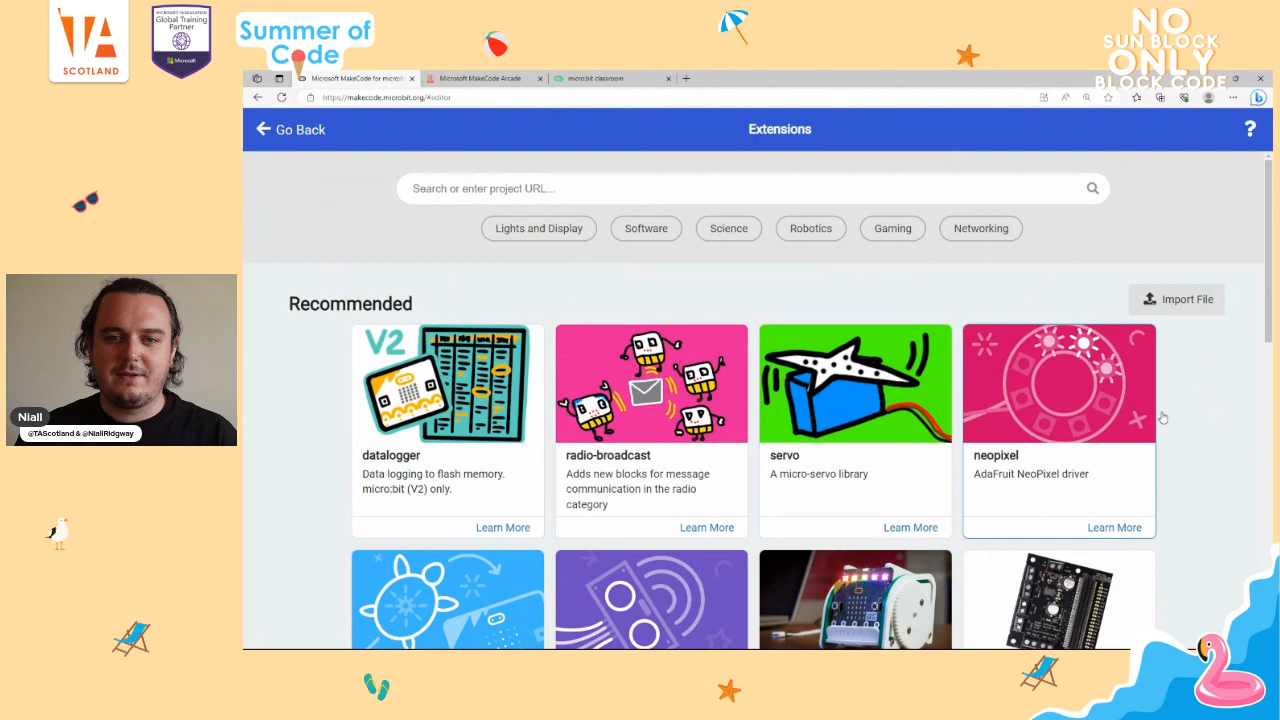 TA
SCOTLAND
MICROSOFT IN EDUCATION
Global Training
Partner
Microsoft
Summer of
Code
NO
SUN BLOCK
ONLY
BLOCK CODE
Microsoft MakeCode for micro:b
Microsoft MakeCode Arcade
micro:bit classroom
https://makecode.microbit.org/#editor
Go Back
Extensions
?
Search or enter project URL...
Lights and Display
Software
Science
Robotics
Gaming
Networking
Recommended
Import File
V2
datalogger
Data logging to flash memory.
micro:bit (V2) only.
Learn More
radio-broadcast
Adds new blocks for message
communication in the radio
category
Learn More
servo
A micro-servo library
Learn More
neopixel
AdaFruit NeoPixel driver
Learn More
Niall
@TAScotland & @NiallRidgway